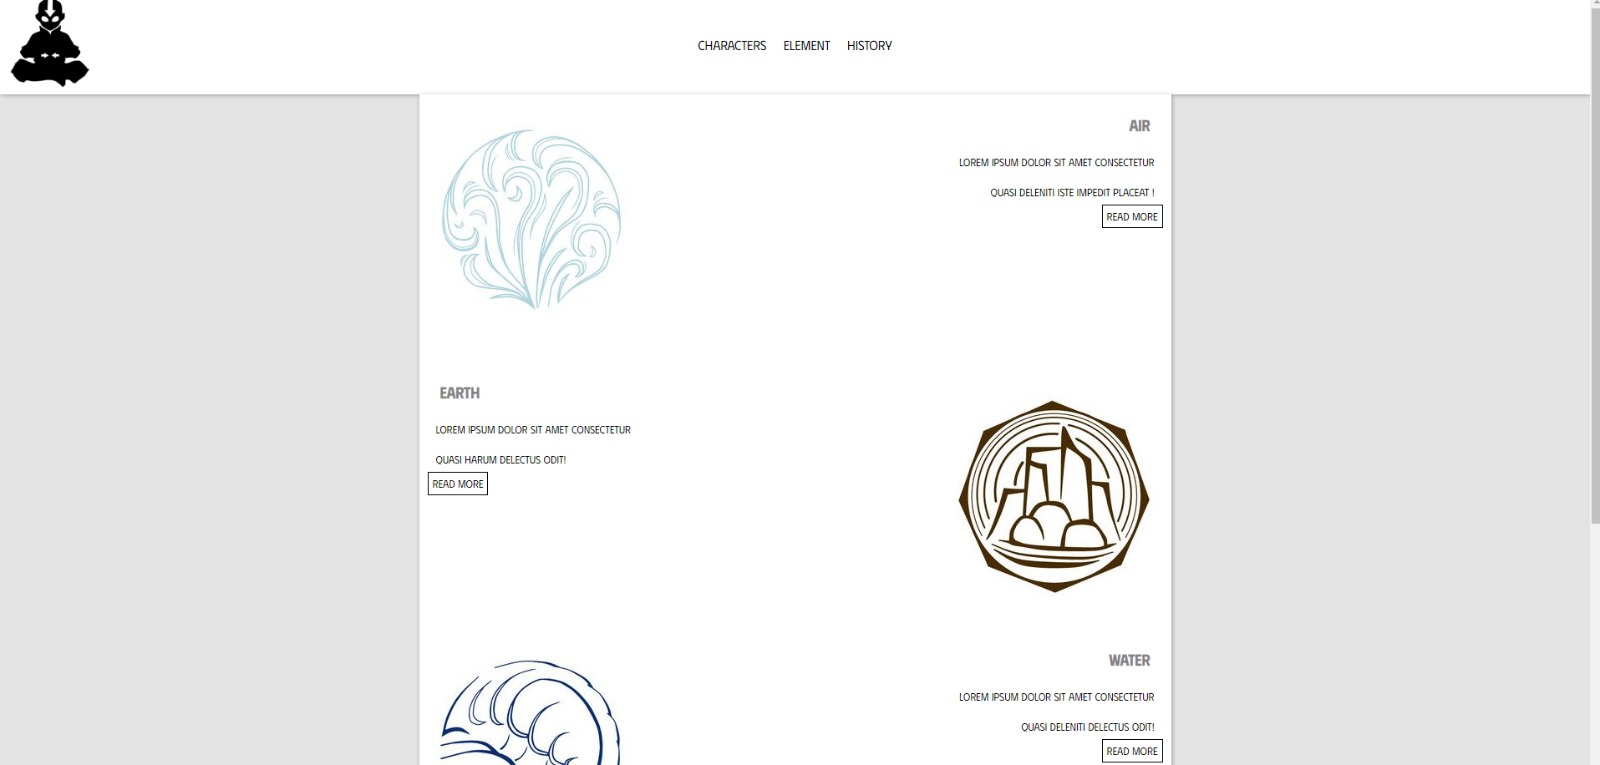 CHARACTERS ELEMENT HISTORY
AIR
LOREM IPSUM DOLOR SIT AMET CONSECTETUR
QUASI DELENITI ISTE IMPEDIT PLACEAT !
READ MORE
EARTH
LOREM IPSUM DOLOR SIT AMET CONSECTETUR
QUASI HARUM DELECTUS ODIT!
READ MORE
WATER
LOREM IPSUM DOLOR SIT AMET CONSECTETUR
QUASI DELENITI DELECTUS ODIT!
READ MORE